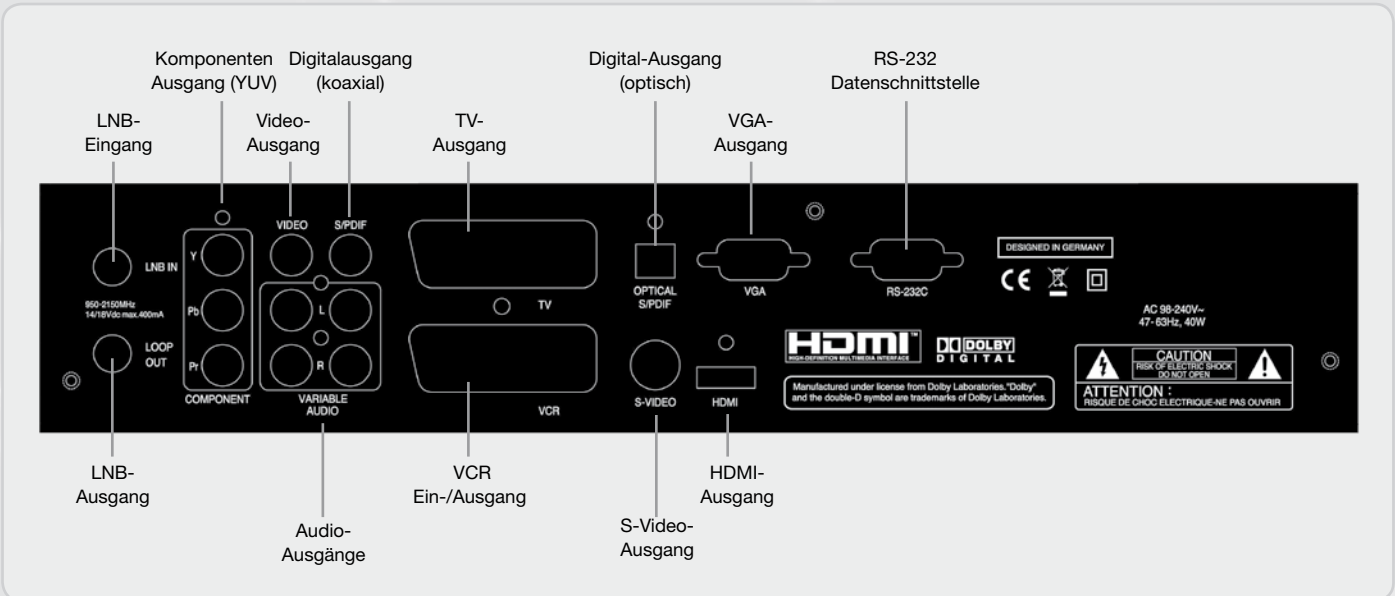 Komponenten
Ausgang (YUV)
Digitalausgang
(koaxial)
Digital-Ausgang
(optisch)
RS-232
Datenschnittstelle
LNB-
Eingang
Video-
Ausgang
TV-
Ausgang
VGA-
Ausgang
VIDEO
S/PDIF
Y
LNB IN
950-2150MHz
14/18Vdc max.400mA
Pb
L
LOOP
OUT
Pr
R
COMPONENT
VARIABLE
AUDIO
TV
VCR
OPTICAL
S/PDIF
VGA
RS-232C
S-VIDEO
HDMI
DESIGNED IN GERMANY
CE
AC 98-240V~
47-63Hz, 40W
HDMI™
HIGH-DEFINITION MULTIMEDIA INTERFACE
DOLBY
DIGITAL
Manufactured under license from Dolby Laboratories."Dolby"
and the double-D symbol are trademarks of Dolby Laboratories.
CAUTION
RISK OF ELECTRIC SHOCK
DO NOT OPEN
ATTENTION :
RISQUE DE CHOC ELECTRIQUE-NE PAS OUVRIR
LNB-
Ausgang
Audio-
Ausgänge
VCR
Ein-/Ausgang
S-Video-
Ausgang
HDMI-
Ausgang